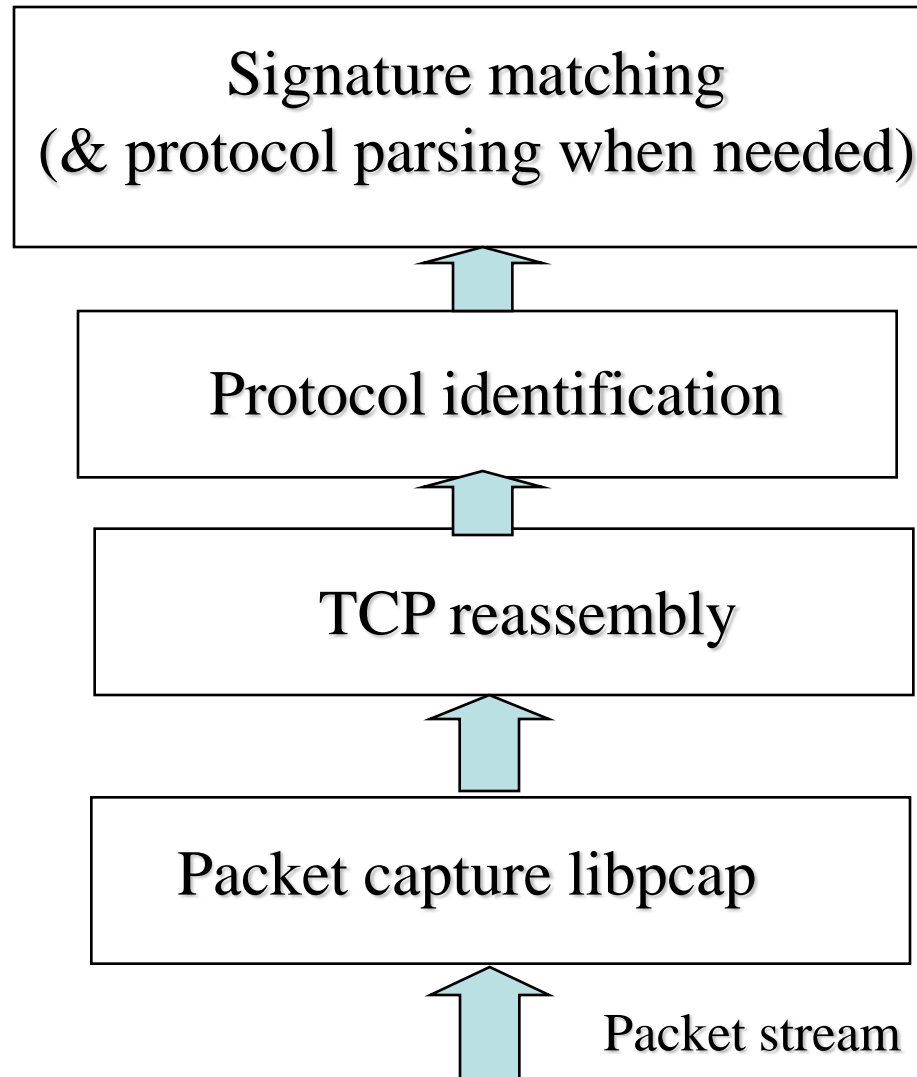 Signature matching
(& protocol parsing when needed)
Protocol identification
TCP reassembly
Packet capture libpcap
Packet stream